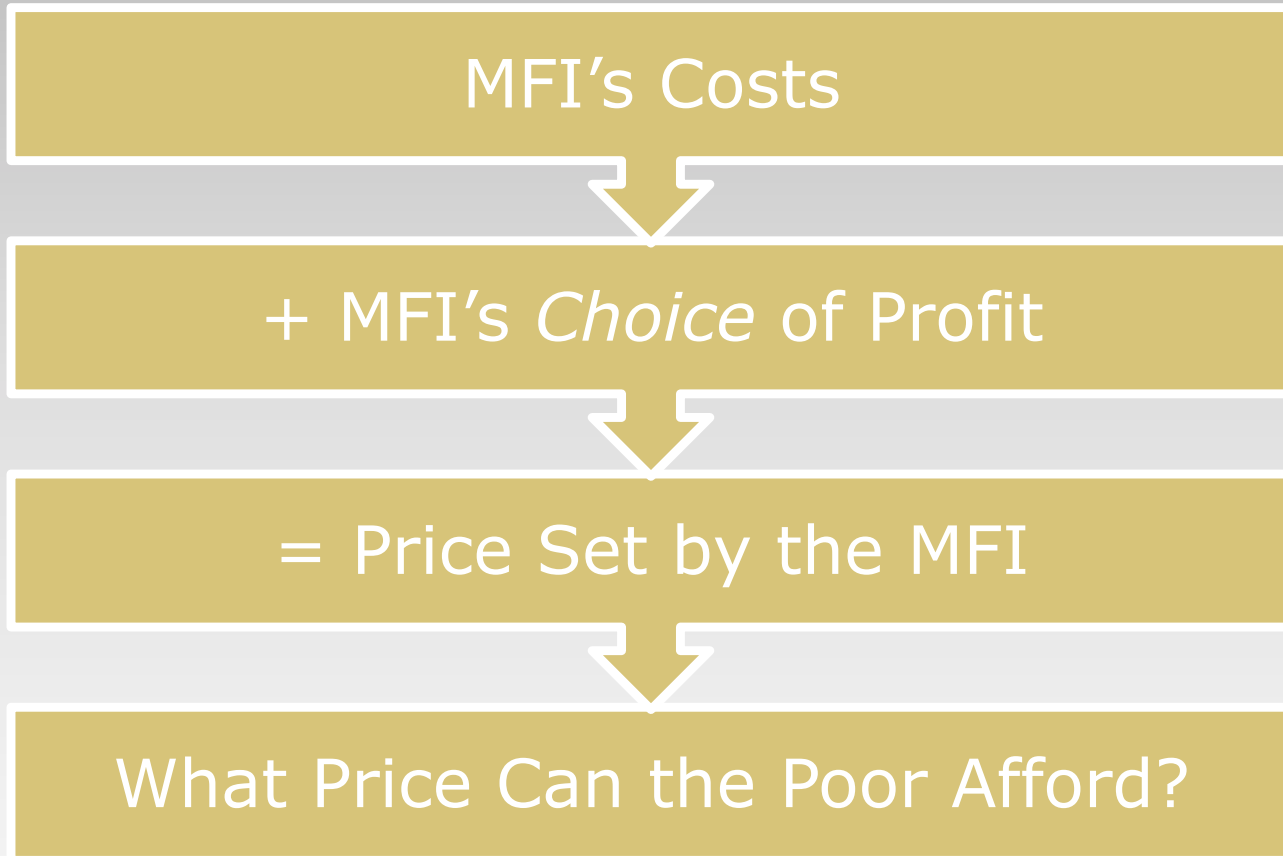 MFI’s Costs
+ MFI’s Choice of Profit
= Price Set by the MFI
What Price Can the Poor Afford?